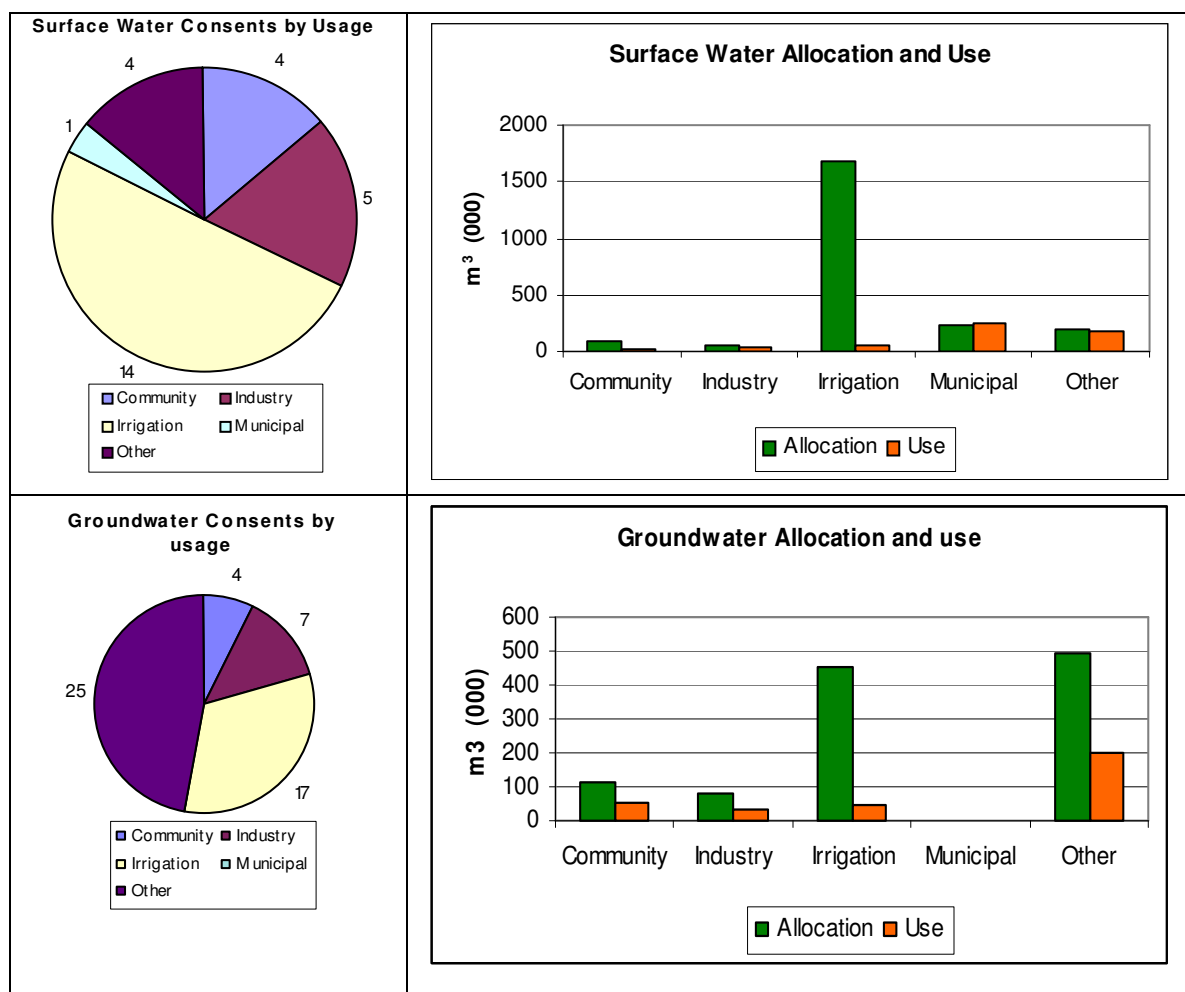 Surface Water Consents by Usage
4
4
1
5
14
Community Industry
Irrigation Municipal
Other
Surface Water Allocation and Use
m³ (000)
2000
1500
1000
500
0
Community Industry Irrigation Municipal Other
Allocation Use
Groundwater Consents by
usage
4
7
25
17
Community Industry
Irrigation Municipal
Other
Groundwater Allocation and use
m3 (000)
600
500
400
300
200
100
0
Community Industry Irrigation Municipal Other
Allocation Use